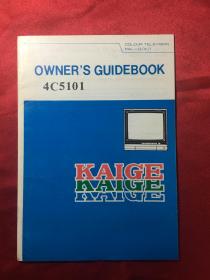 COLOUR TELEVISION
OWNER'S GUIDEBOOK
4C5101
KAIGE
KAIGE
KAIGE